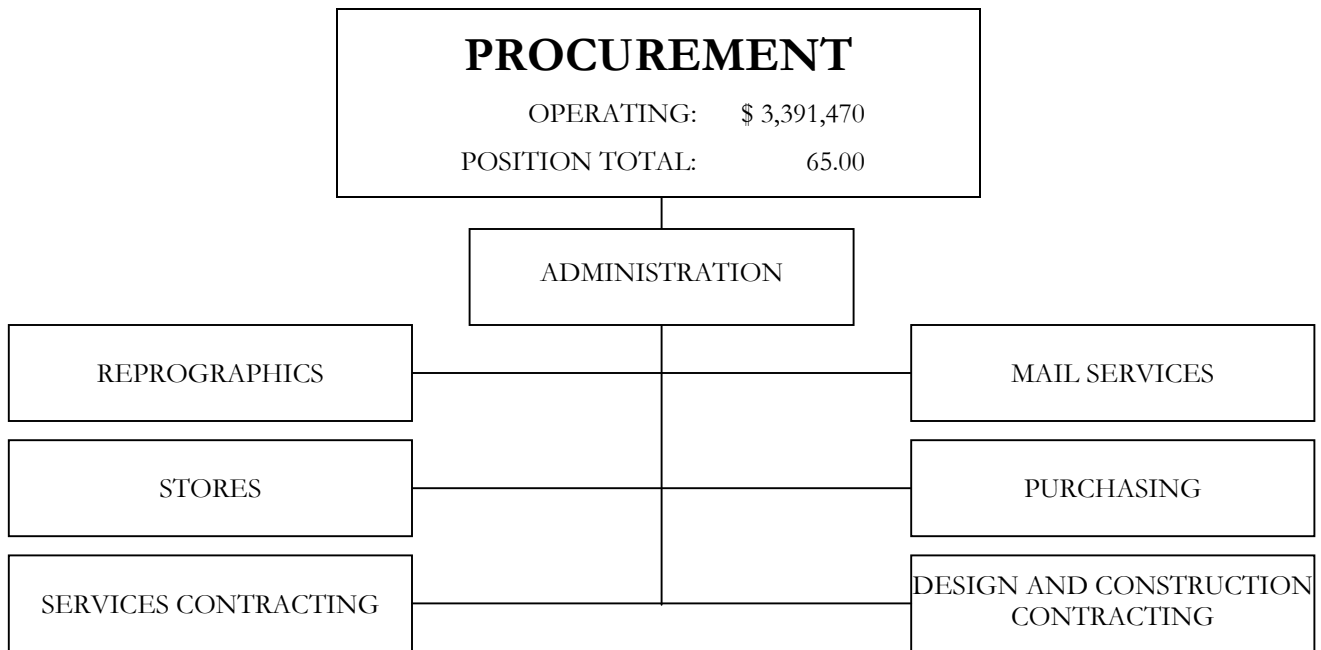 PROCUREMENT
OPERATING: $ 3,391,470
POSITION TOTAL: 65.00
ADMINISTRATION
REPROGRAPHICS
MAIL SERVICES
STORES
PURCHASING
SERVICES CONTRACTING
DESIGN AND CONSTRUCTION
CONTRACTING